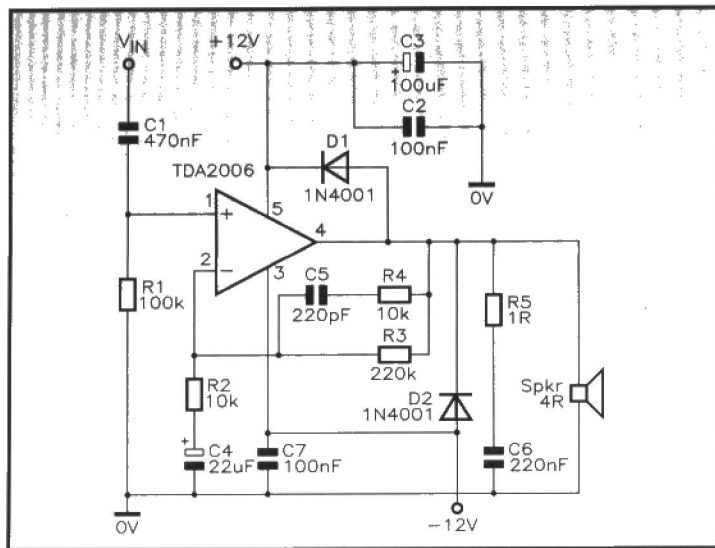 VIN
+12V
C3
100uF
+
C1
470nF
C2
100nF
D1
1N4001
TDA2006
0V
1
+
5
4
2
−
3
C5
220pF
R4
10k
R5
1R
R1
100k
R3
220k
R2
10k
D2
1N4001
Spkr
4R
+
C4
22uF
C7
100nF
C6
220nF
0V
−12V